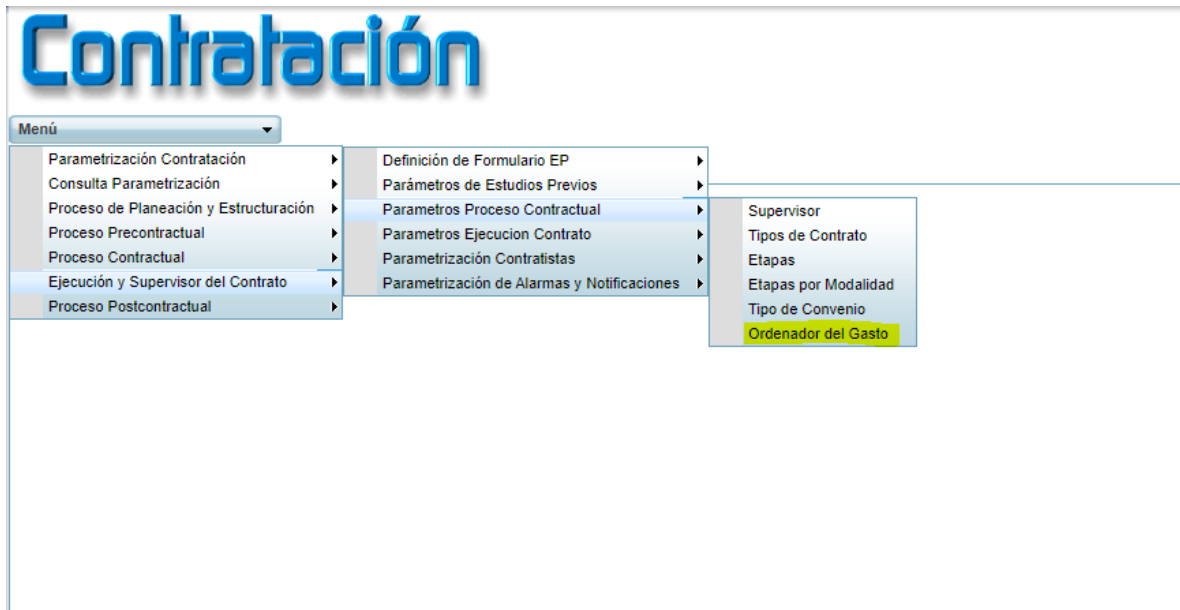 Contratación
Menú
Parametrización Contratación
Consulta Parametrización
Proceso de Planeación y Estructuración
Proceso Precontractual
Proceso Contractual
Ejecución y Supervisor del Contrato
Proceso Postcontractual
Definición de Formulario EP
Parámetros de Estudios Previos
Parametros Proceso Contractual
Parametros Ejecucion Contrato
Parametrización Contratistas
Parametrización de Alarmas y Notificaciones
Supervisor
Tipos de Contrato
Etapas
Etapas por Modalidad
Tipo de Convenio
Ordenador del Gasto